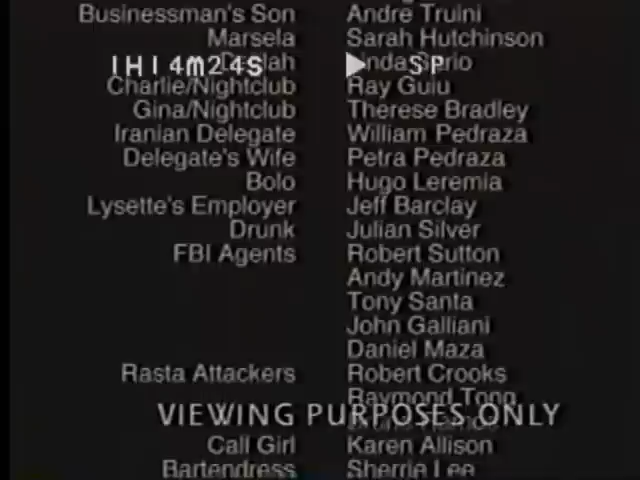 Businessman's Son Andre Truini
Marsela Sarah Hutchinson
1H14M24S ▶ SP
Charlie/Nightclub Ray Guiu
Gina/Nightclub Therese Bradley
Iranian Delegate William Pedraza
Delegate's Wife Petra Pedraza
Bolo Hugo Leremia
Lysette's Employer Jeff Barclay
Drunk Julian Silver
FBI Agents Robert Sutton
Andy Martinez
Tony Santa
John Galliani
Daniel Maza
Rasta Attackers Robert Crooks
Raymond Tong
VIEWING PURPOSES ONLY
Call Girl Karen Allison
Bartendress Sherrie Lee